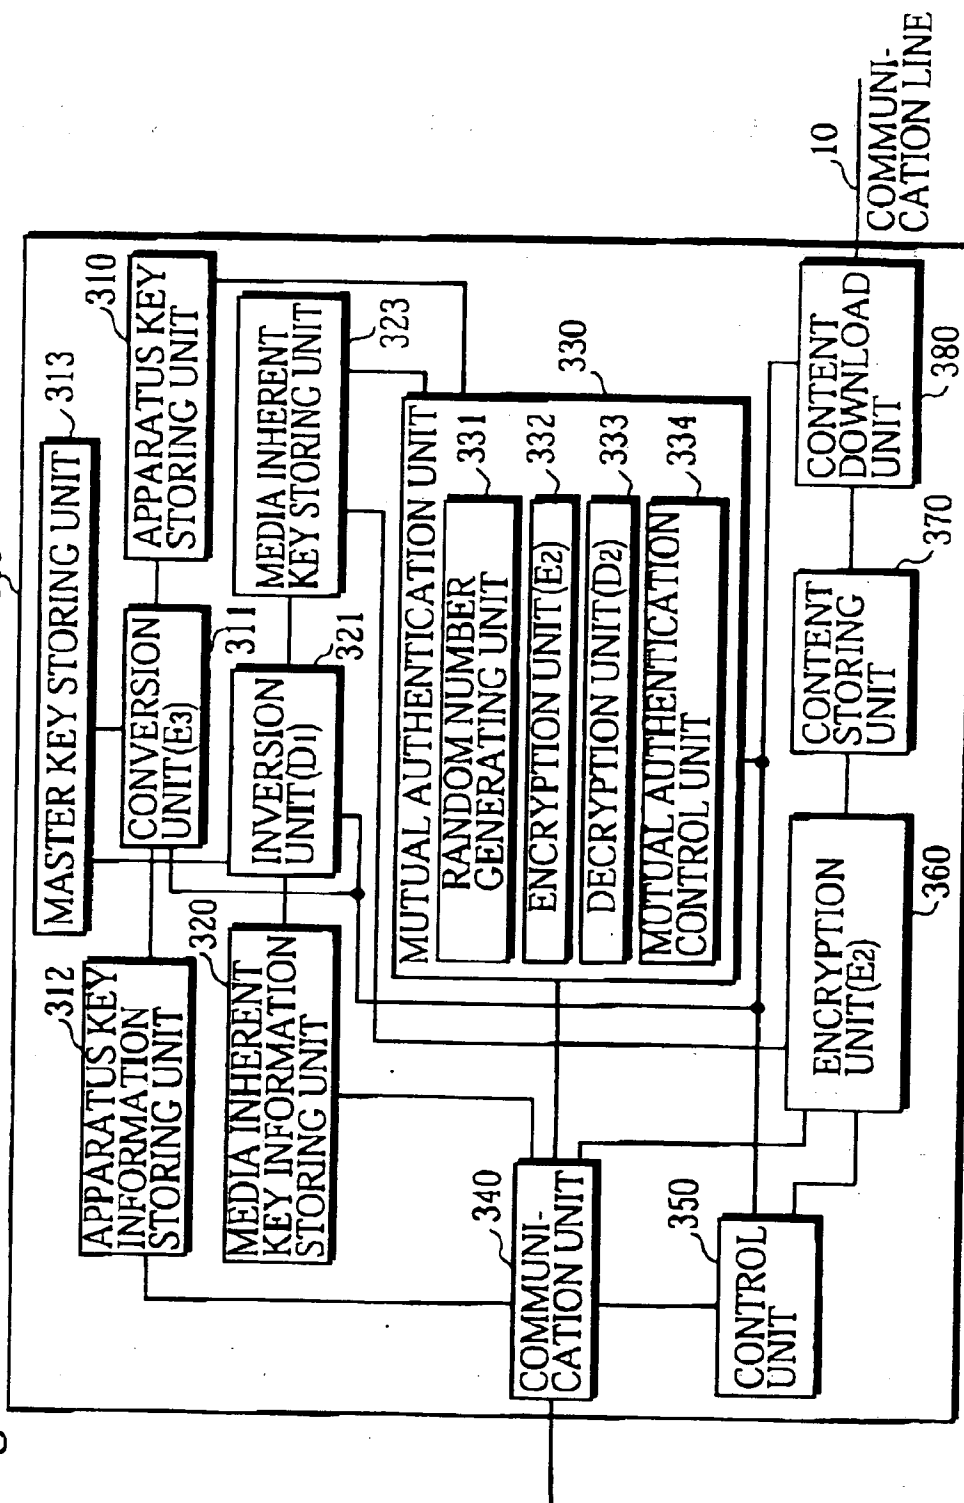 313
MASTER KEY STORING UNIT
312
APPARATUS KEY
INFORMATION
STORING UNIT
CONVERSION
UNIT(E3)
311
310
APPARATUS KEY
STORING UNIT
320
MEDIA INHERENT
KEY INFORMATION
STORING UNIT
INVERSION
UNIT(D1)
321
MEDIA INHERENT
KEY STORING UNIT
323
330
MUTUAL AUTHENTICATION UNIT
RANDOM NUMBER
GENERATING UNIT
331
ENCRYPTION UNIT(E2)
332
DECRYPTION UNIT(D2)
333
MUTUAL AUTHENTICATION
CONTROL UNIT
334
340
COMMUNI-
CATION UNIT
350
CONTROL
UNIT
ENCRYPTION
UNIT(E2)
360
CONTENT
STORING
UNIT
370
CONTENT
DOWNLOAD
UNIT
380
10
COMMUNI-
CATION LINE